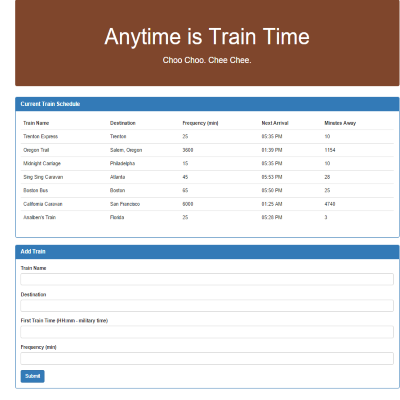 Anytime is Train Time
Choo Choo. Chee Chee.
Current Train Schedule
Train Name Destination Frequency (min) Next Arrival Minutes Away
Trenton Express Trenton 25 05:35 PM 10
Oregon Trail Salem, Oregon 3600 01:39 PM 1154
Midnight Carriage Philadelphia 15 05:35 PM 10
Sing Sing Caravan Atlanta 45 05:53 PM 28
Boston Bus Boston 65 05:50 PM 25
California Caravan San Francisco 6000 01:25 AM 4740
Train Florida 25 05:28 PM 3
Add Train
Train Name
Destination
First Train Time (HH:mm - military time)
Frequency (min)
Submit